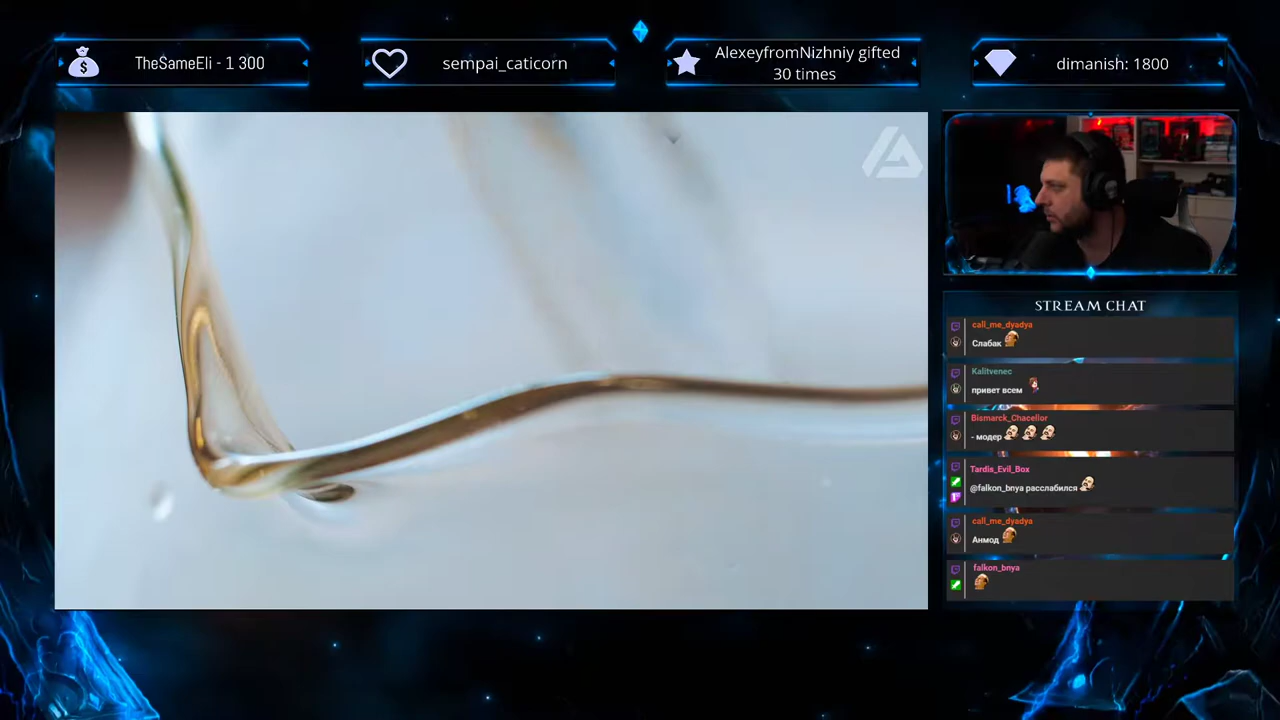 TheSameEli - 1 300
sempai_caticorn
AlexeyfromNizhniy gifted
30 times
dimanish: 1800
STREAM CHAT
call_me_dyadya
Слабак
Kalitvenec
привет всем
Bismarck_Chacellor
- модер
Tardis_Evil_Box
@falkon_bnya расслабился
call_me_dyadya
Анмод
falkon_bnya